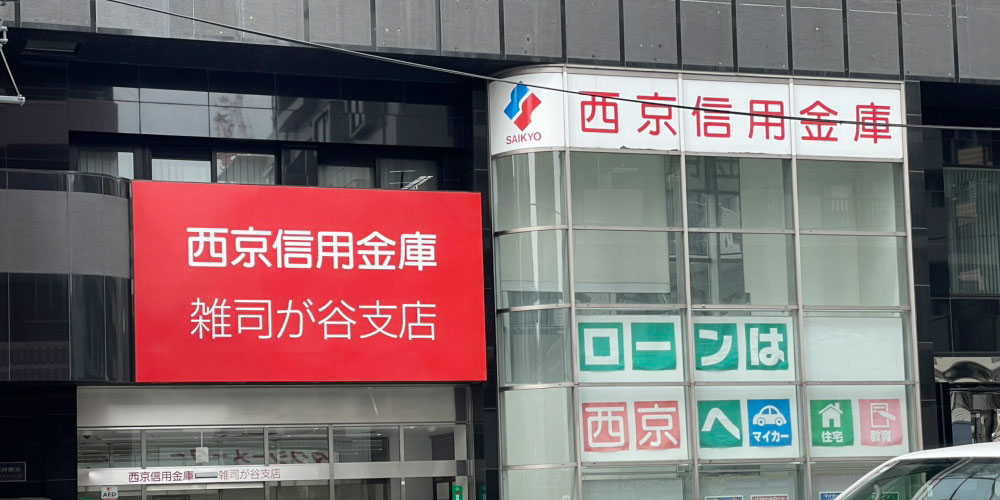 西京信用金庫
雑司が谷支店
SAIKYO
西京信用金庫
ローンは
西京へ
マイカー
住宅
教育
西京信用金庫
雑司が谷支店
AED